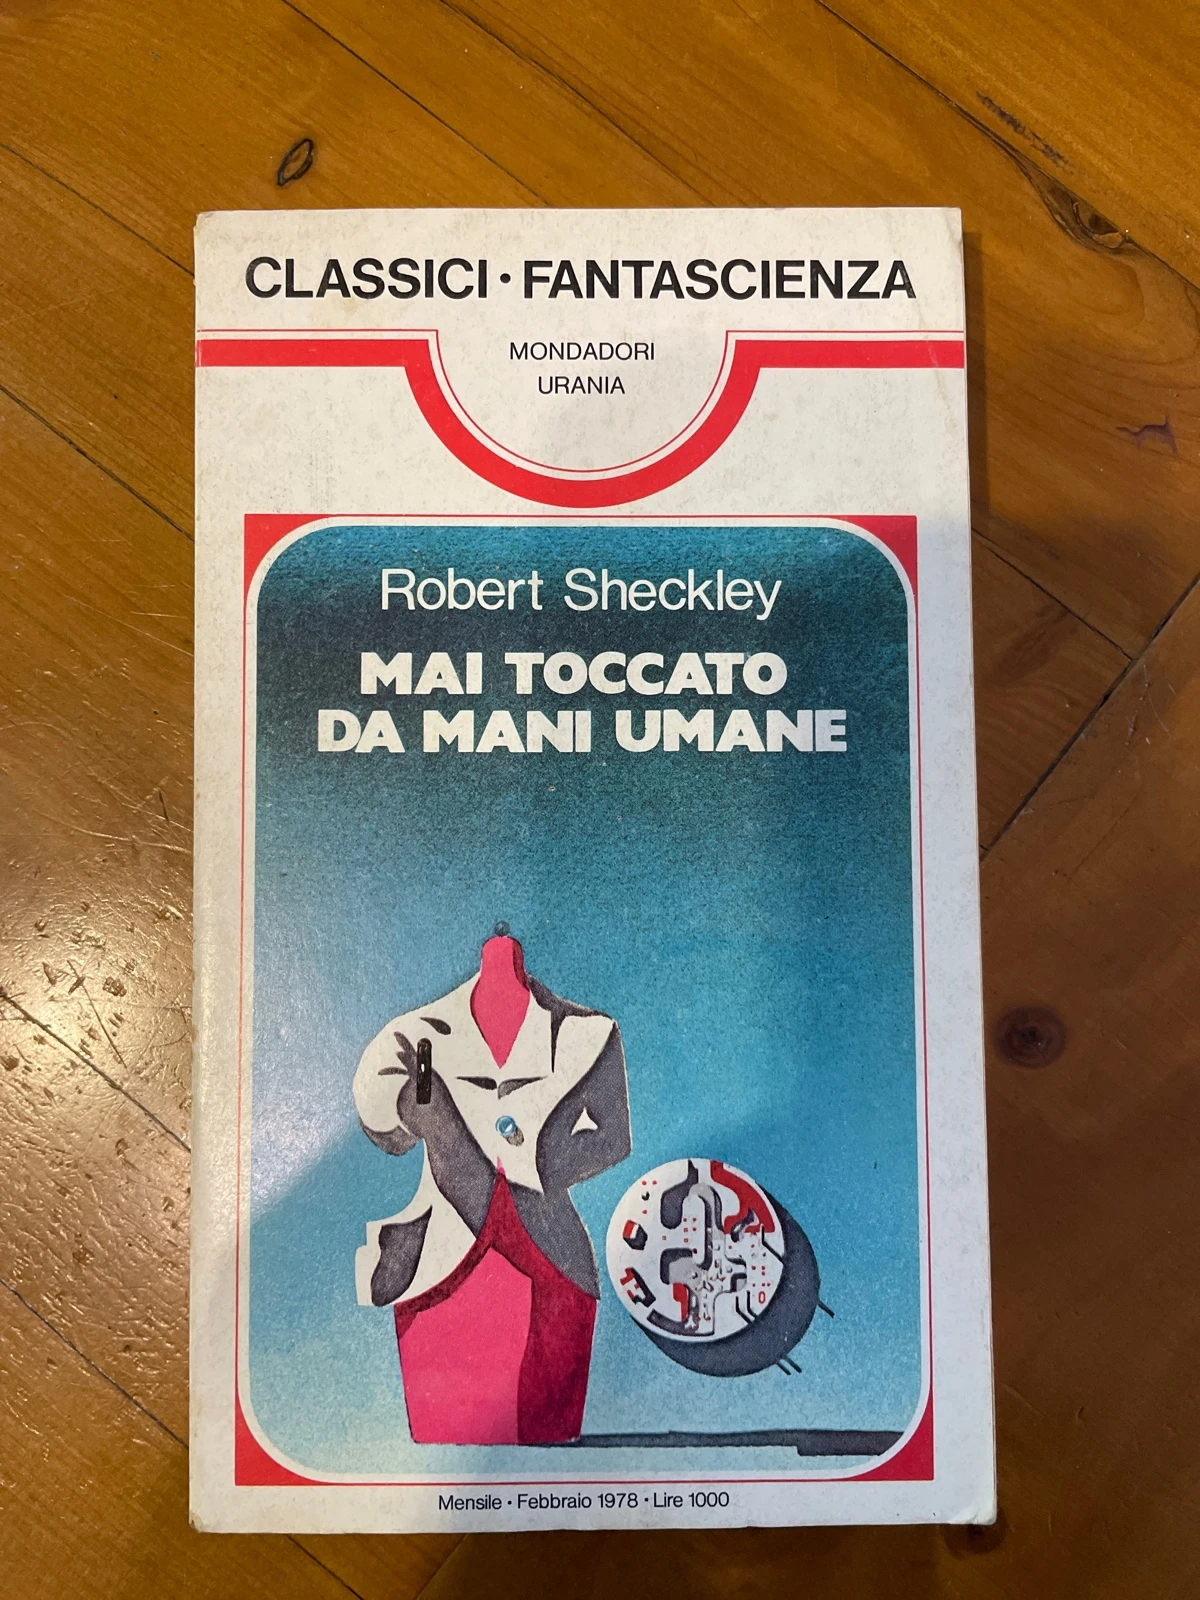 CLASSICI • FANTASCIENZA
MONDADORI
URANIA
Robert Sheckley
MAI TOCCATO
DA MANI UMANE
Mensile • Febbraio 1978 • Lire 1000